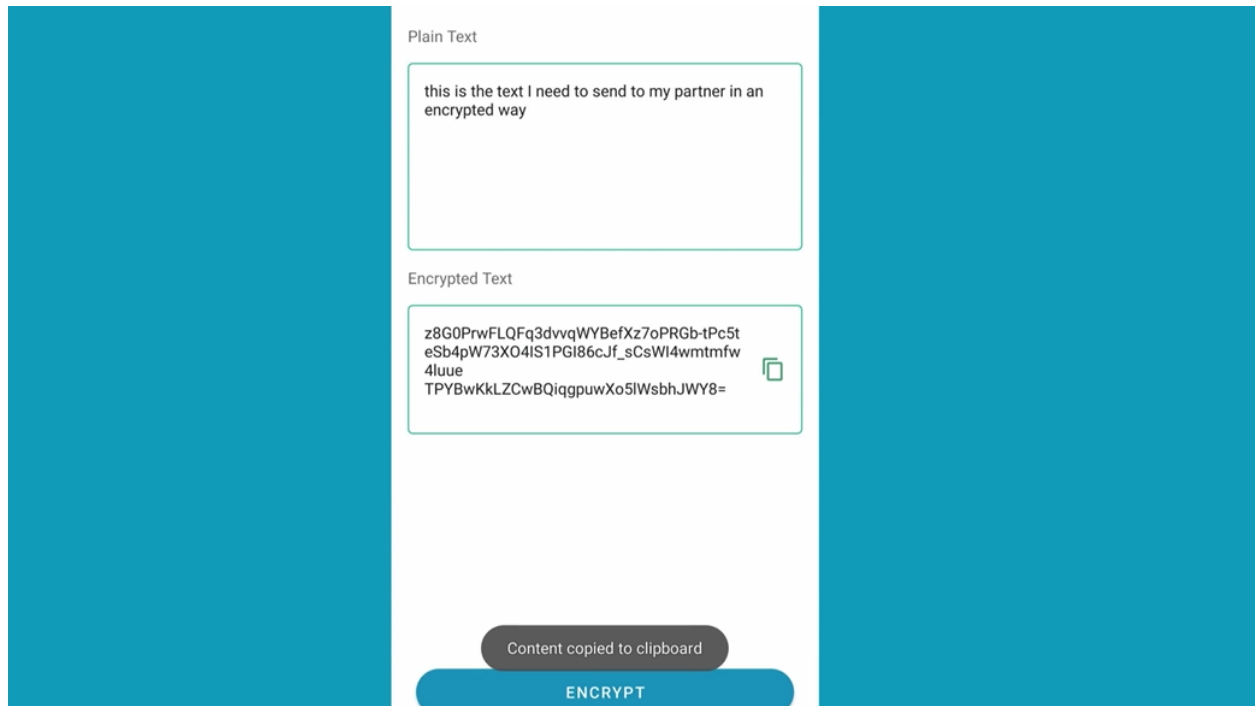 Plain Text
this is the text I need to send to my partner in an
encrypted way
Encrypted Text
z8G0PrwFLQFq3dvvqWYBefXz7oPRGb-tPc5t
eSb4pW73XO4IS1PGI86cJf_sCsWI4wmtmfw
4luue
TPYBwKkLZCwBQiqgpuwXo5lWsbhJWY8=
Content copied to clipboard
ENCRYPT